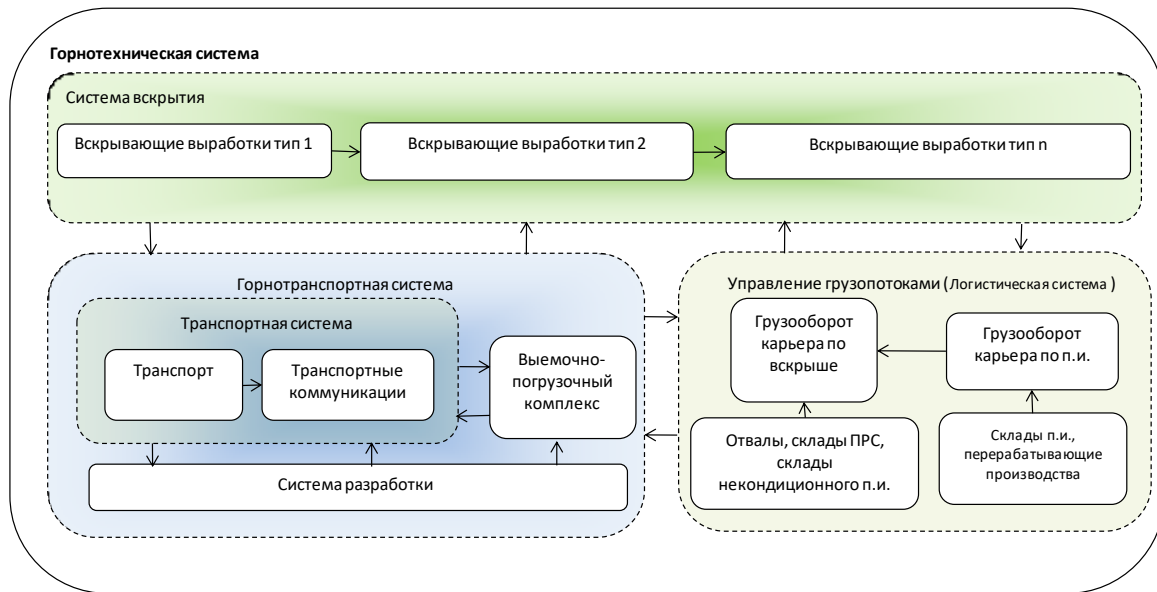 Горнотехническая система
Система вскрытия
Вскрывающие выработки тип 1
Вскрывающие выработки тип 2
Вскрывающие выработки тип n
Горнотранспортная система
Транспортная система
Транспорт
Транспортные
коммуникации
Выемочно-
погрузочный
комплекс
Система разработки
Управление грузопотоками (Логистическая система )
Грузооборот
карьера по
вскрыше
Грузооборот
карьера по п.и.
Отвалы, склады ПРС,
склады
некондиционного п.и.
Склады п.и.,
перерабатывающие
производства